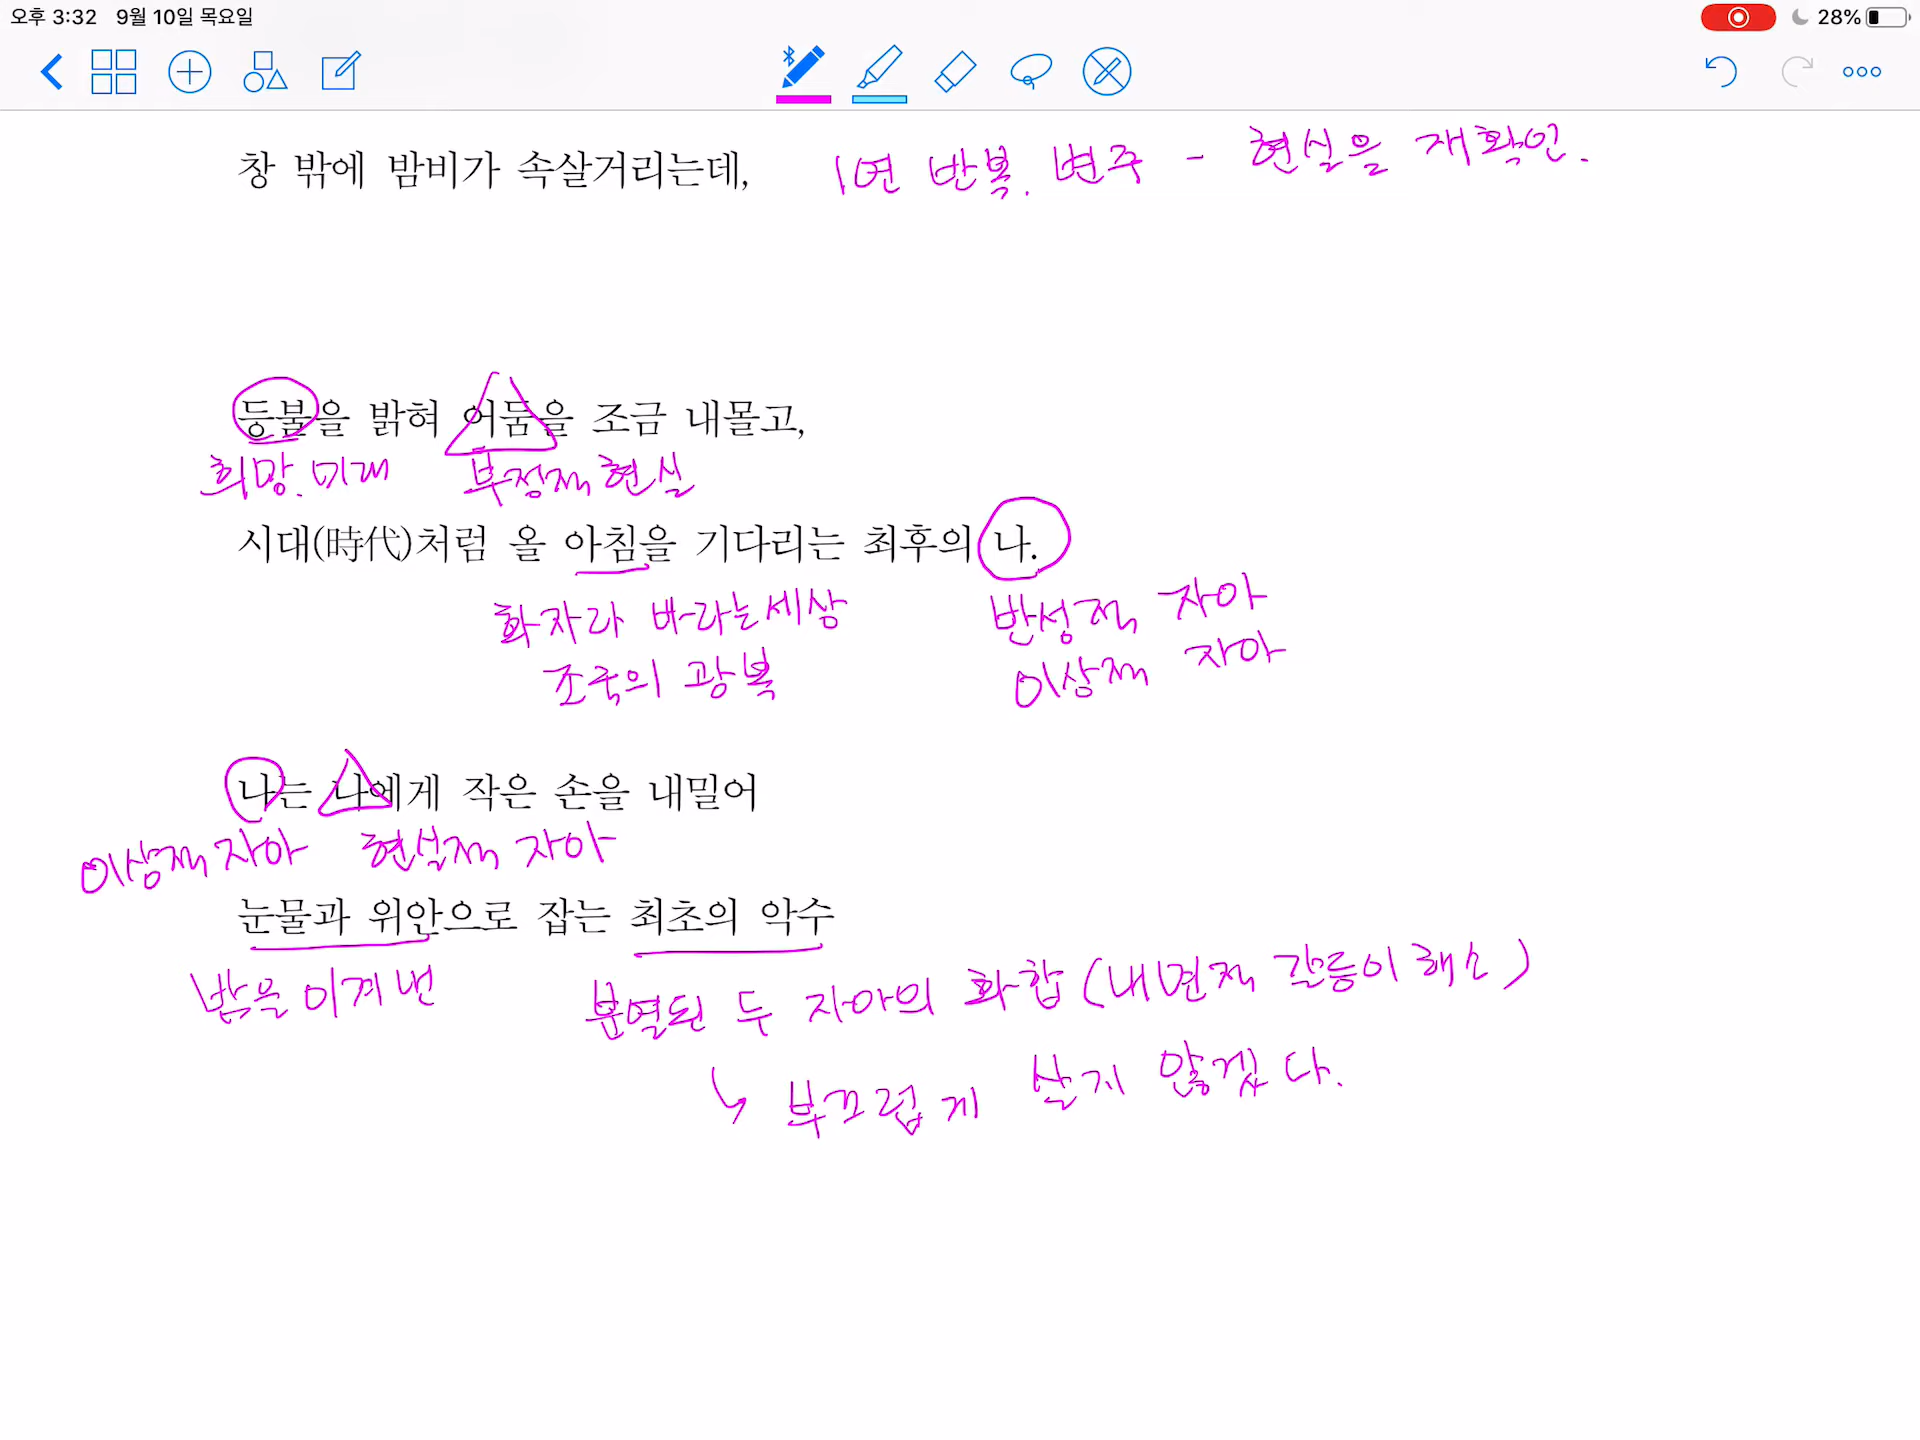 오후 3:32 9월 10일 목요일
28%
창 밖에 밤비가 속살거리는데,
1연 반복. 변주 - 현실을 재확인.
등불을 밝혀 어둠을 조금 내몰고,
희망. 미래 부정적 현실
시대(時代)처럼 올 아침을 기다리는 최후의 나.
화자라 바라는세상 반성적 자아
조국의 광복 이상적 자아
나는 나에게 작은 손을 내밀어
이상적 자아 현실적 자아
눈물과 위안으로 잡는 최초의 악수
밤을 이겨낸 분열된 두 자아의 화합(내면적 갈등이 해소)
↳ 부끄럽게 살지 않겠다.